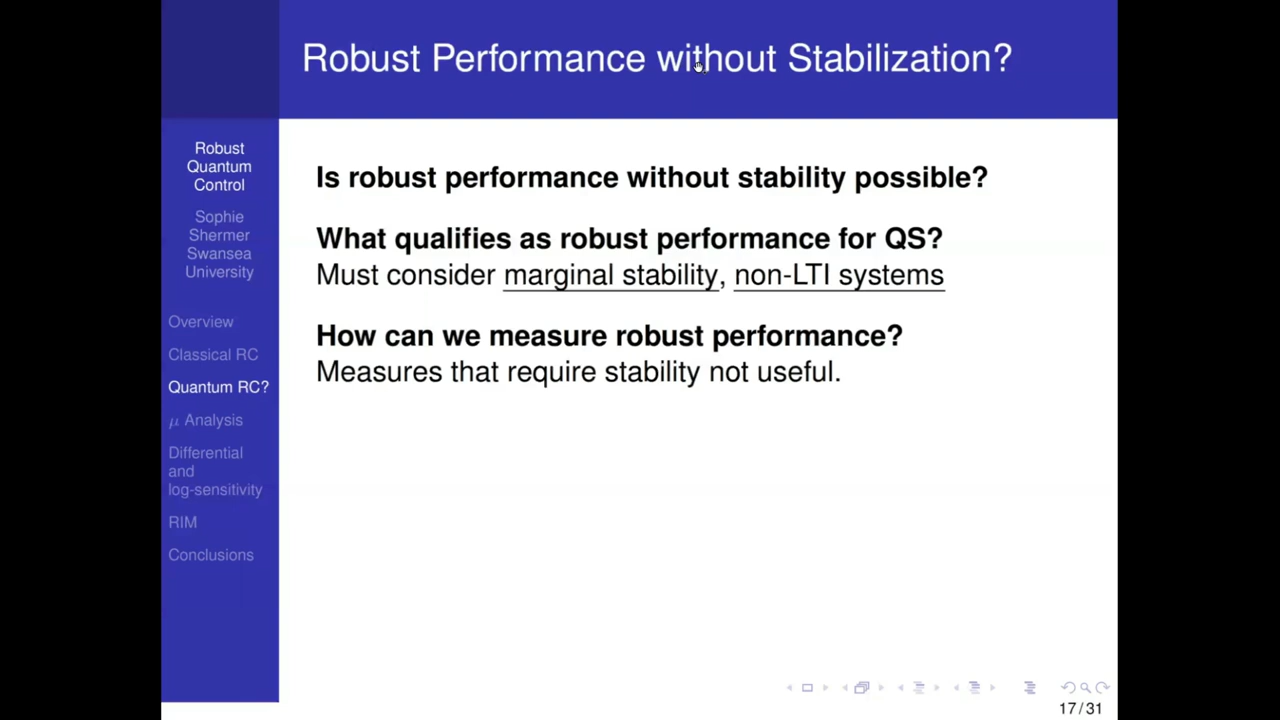 Robust Performance without Stabilization?
Robust
Quantum
Control
Sophie
Shermer
Swansea
University
Overview
Classical RC
Quantum RC?
μ Analysis
Differential
and
log-sensitivity
RIM
Conclusions
Is robust performance without stability possible?
What qualifies as robust performance for QS?
Must consider marginal stability, non-LTI systems
How can we measure robust performance?
Measures that require stability not useful.
17/31